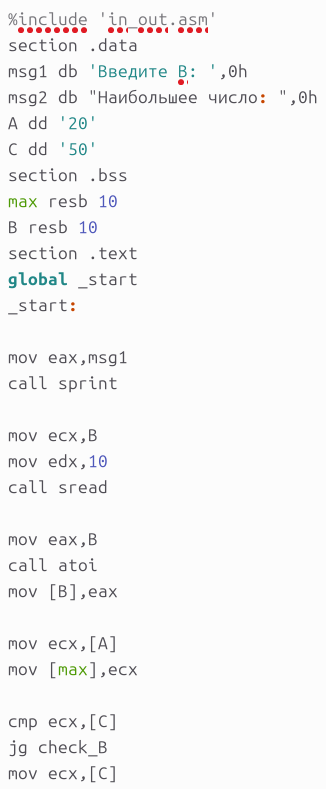 %include 'in_out.asm'
section .data
msg1 db 'Введите B: ',0h
msg2 db "Наибольшее число: ",0h
A dd '20'
C dd '50'
section .bss
max resb 10
B resb 10
section .text
global _start
_start:
mov eax,msg1
call sprint
mov ecx,B
mov edx,10
call sread
mov eax,B
call atoi
mov [B],eax
mov ecx,[A]
mov [max],ecx
cmp ecx,[C]
jg check_B
mov ecx,[C]